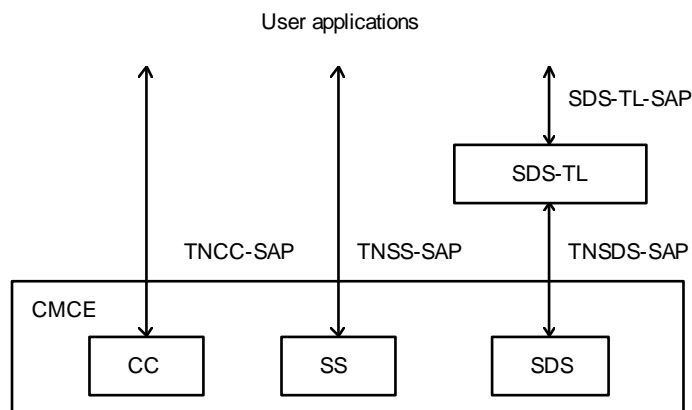 User applications
SDS-TL-SAP
SDS-TL
TNCC-SAP
TNSS-SAP
TNSDS-SAP
CMCE
CC
SS
SDS